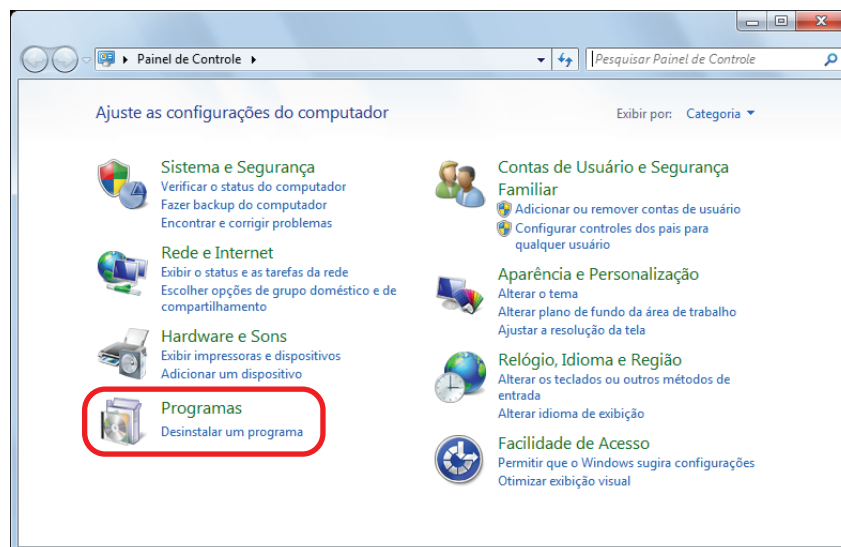 Painel de Controle
Pesquisar Painel de Controle
Ajuste as configurações do computador
Exibir por: Categoria
Sistema e Segurança
Verificar o status do computador
Fazer backup do computador
Encontrar e corrigir problemas
Rede e Internet
Exibir o status e as tarefas da rede
Escolher opções de grupo doméstico e de
compartilhamento
Hardware e Sons
Exibir impressoras e dispositivos
Adicionar um dispositivo
Programas
Desinstalar um programa
Contas de Usuário e Segurança
Familiar
Adicionar ou remover contas de usuário
Configurar controles dos pais para
qualquer usuário
Aparência e Personalização
Alterar o tema
Alterar plano de fundo da área de trabalho
Ajustar a resolução da tela
Relógio, Idioma e Região
Alterar os teclados ou outros métodos de
entrada
Alterar idioma de exibição
Facilidade de Acesso
Permitir que o Windows sugira configurações
Otimizar exibição visual